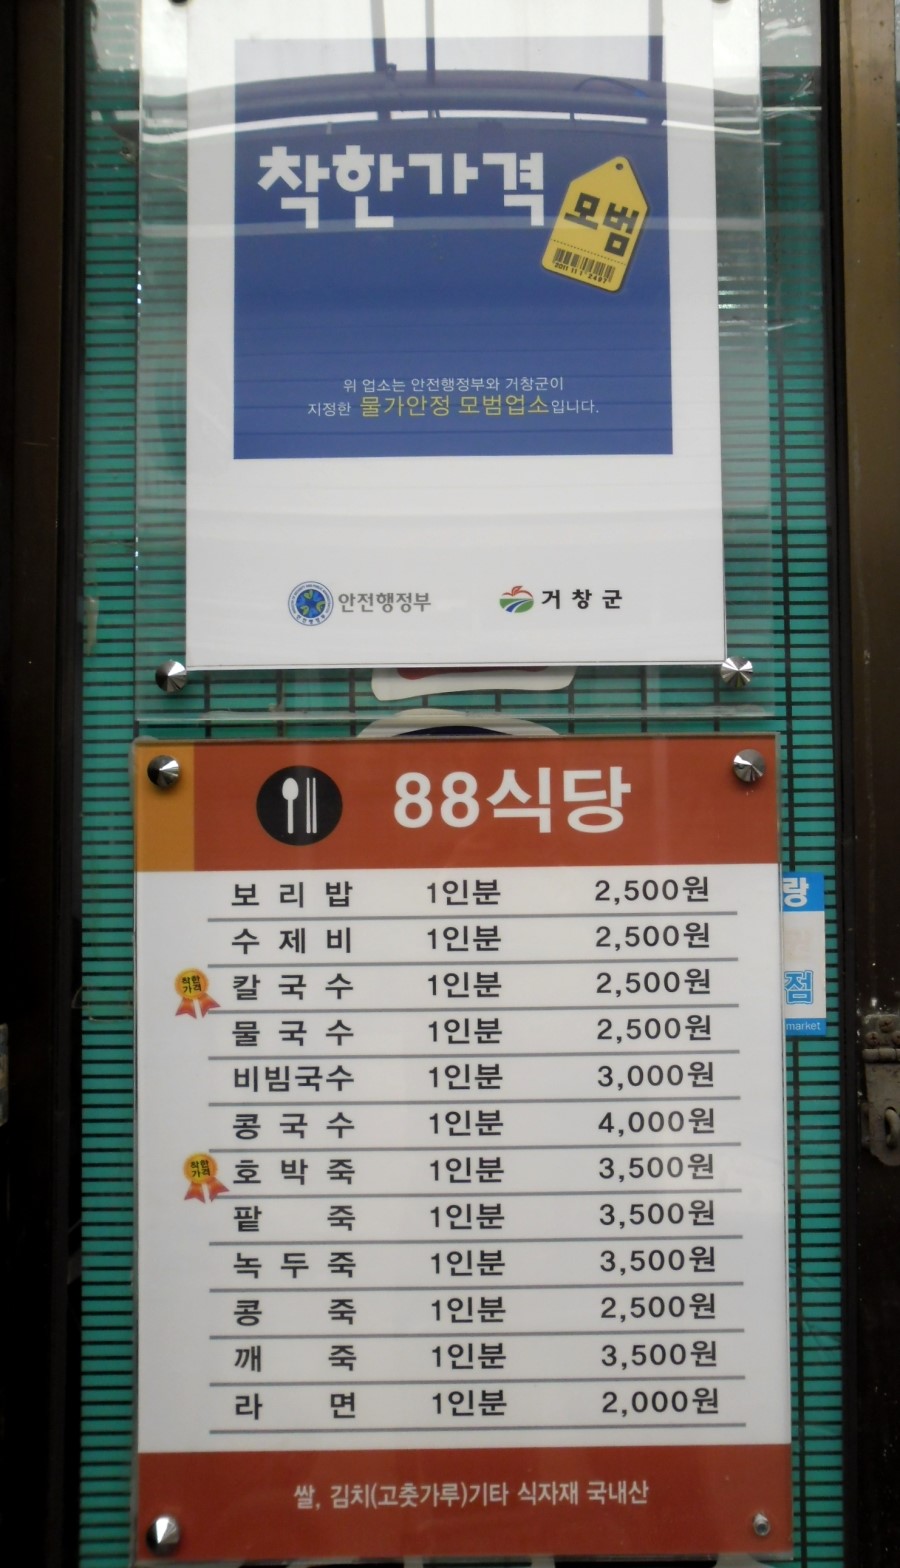 착한가격
모범
위 업소는 안전행정부와 거창군이
지정한 물가안정 모범업소입니다.
안전행정부 거창군
88식당
보리밥 1인분 2,500원
수제비 1인분 2,500원
착한가격 칼국수 1인분 2,500원
물국수 1인분 2,500원
비빔국수 1인분 3,000원
콩국수 1인분 4,000원
착한가격 호박죽 1인분 3,500원
팥죽 1인분 3,500원
녹두죽 1인분 3,500원
콩죽 1인분 2,500원
깨죽 1인분 3,500원
라면 1인분 2,000원
쌀, 김치(고춧가루)기타 식자재 국내산
랑
점
market